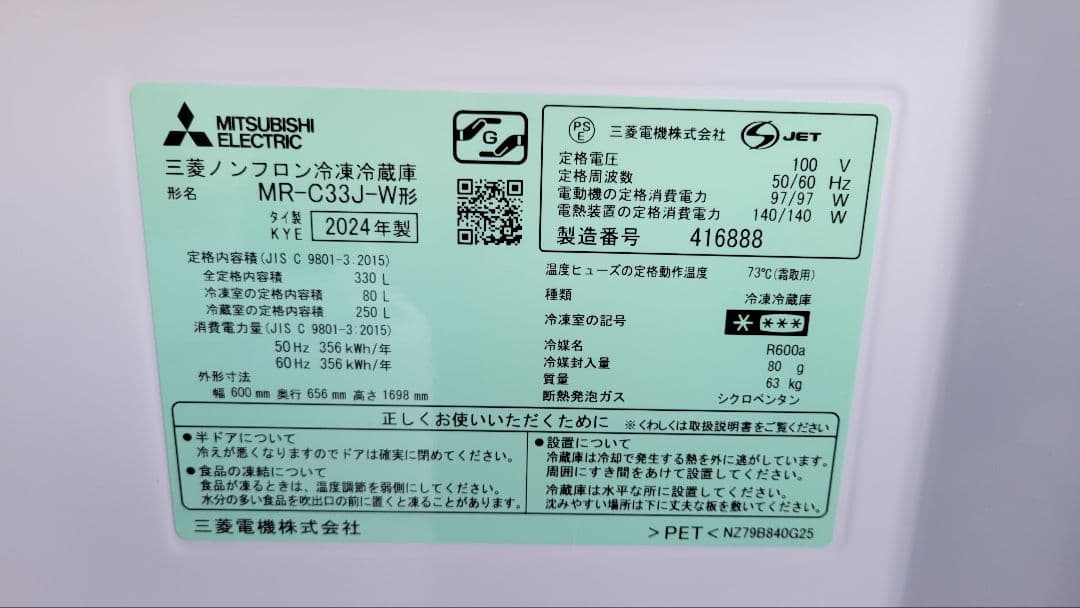 MITSUBISHI
ELECTRIC
三菱ノンフロン冷凍冷蔵庫
形名 MR-C33J-W形
タイ製
KYE 2024年製
G
定格内容積(JIS C 9801-3:2015)
全定格内容積 330 L
冷凍室の定格内容積 80 L
冷蔵室の定格内容積 250 L
消費電力量(JIS C 9801-3:2015)
50Hz 356kWh/年
60Hz 356kWh/年
外形寸法
幅 600mm 奥行 656mm 高さ 1698mm
PS
E 三菱電機株式会社 JET
定格電圧 100 V
定格周波数 50/60 Hz
電動機の定格消費電力 97/97 W
電熱装置の定格消費電力 140/140 W
製造番号 416888
温度ヒューズの定格動作温度 73℃(霜取用)
種類 冷凍冷蔵庫
冷凍室の記号 * ***
冷媒名 R600a
冷媒封入量 80 g
質量 63 kg
断熱発泡ガス シクロペンタン
正しくお使いいただくために ※くわしくは取扱説明書をご覧ください
●半ドアについて
冷えが悪くなりますのでドアは確実に閉めてください。
●食品の凍結について
食品が凍るときは、温度調節を弱側にしてください。
水分の多い食品を吹出口の前に置くと凍ることがあります。
●設置について
冷蔵庫は冷却で発生する熱を外に逃がしています。
周囲にすき間をあけて設置してください。
冷蔵庫は水平な所に設置してください。
沈みやすい場所は下に丈夫な板を敷いてください。
三菱電機株式会社
>PET< NZ79B840G25